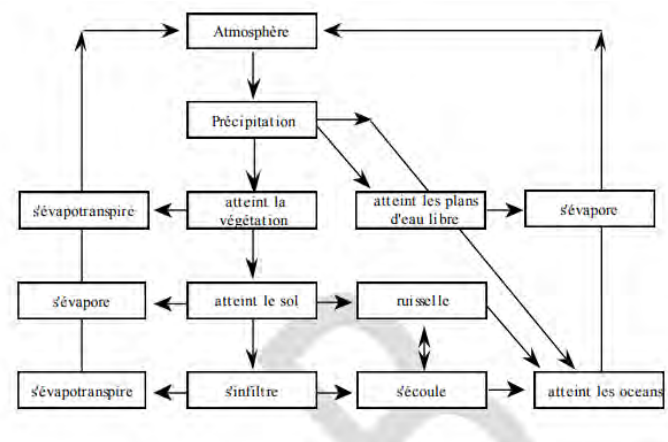 Atmosphère
Précipitation
s'évapotranspire
atteint la
végétation
atteint les plans
d'eau libre
s'évapore
s'évapore
atteint le sol
ruisselle
s'évapotranspire
s'infiltre
s'écoule
atteint les oceans